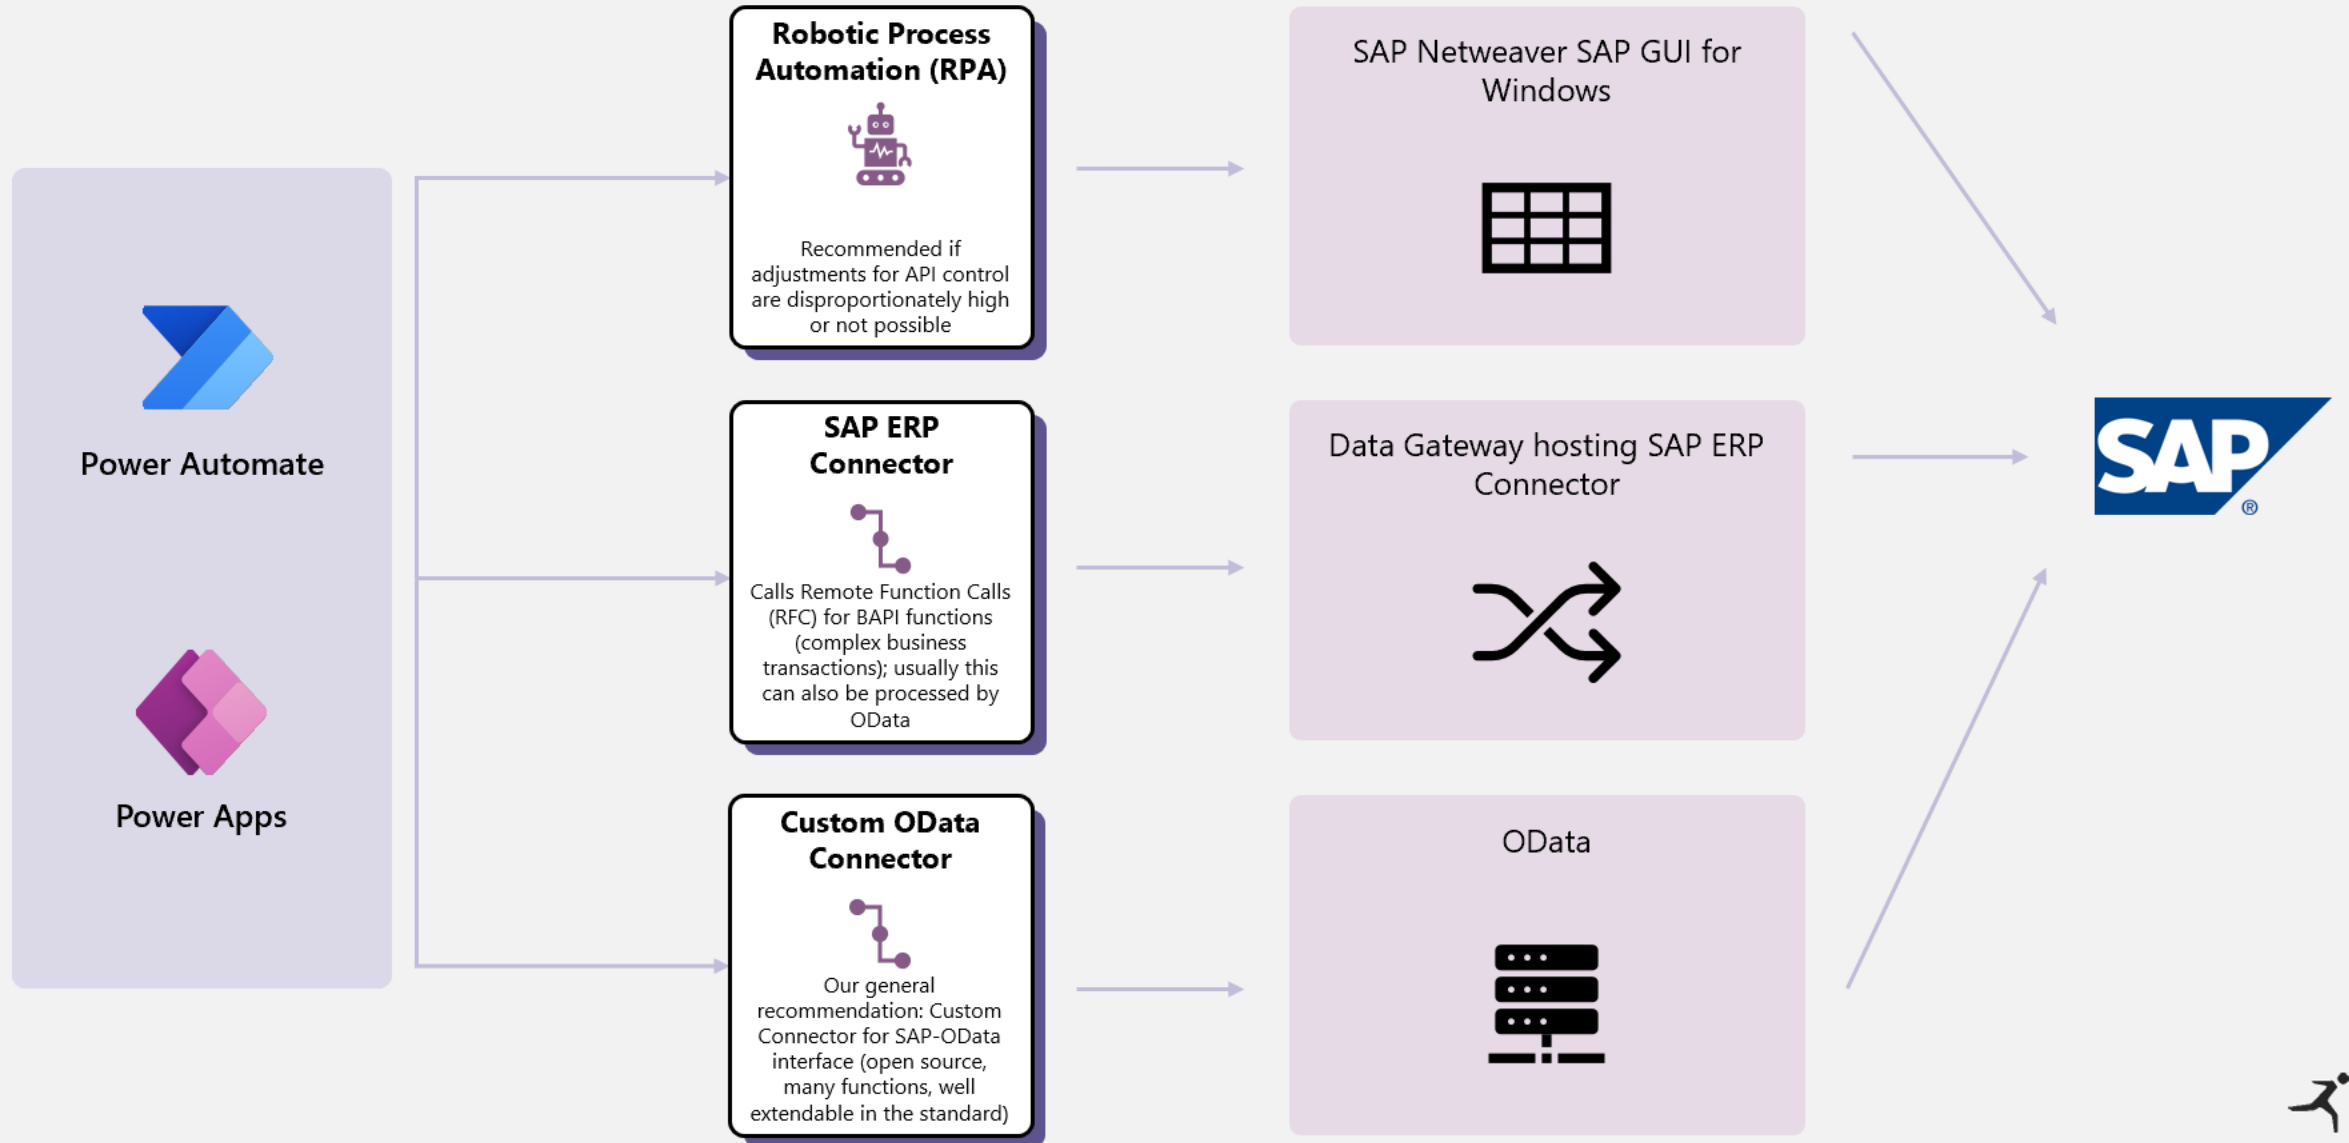 Power Automate
Power Apps
Robotic Process
Automation (RPA)
Recommended if
adjustments for API control
are disproportionately high
or not possible
SAP Netweaver SAP GUI for
Windows
SAP ERP
Connector
Calls Remote Function Calls
(RFC) for BAPI functions
(complex business
transactions); usually this
can also be processed by
OData
Data Gateway hosting SAP ERP
Connector
Custom OData
Connector
Our general
recommendation: Custom
Connector for SAP-OData
interface (open source,
many functions, well
extendable in the standard)
OData
SAP
®